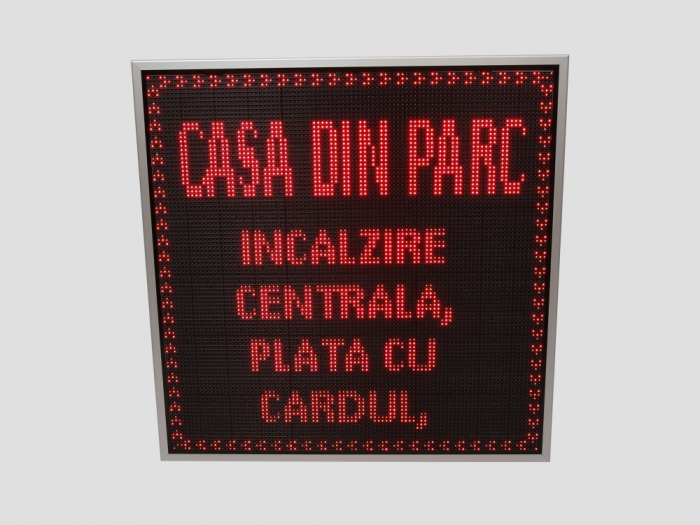 CASA DIN PARC
INCALZIRE
CENTRALA,
PLATA CU
CARDUL,